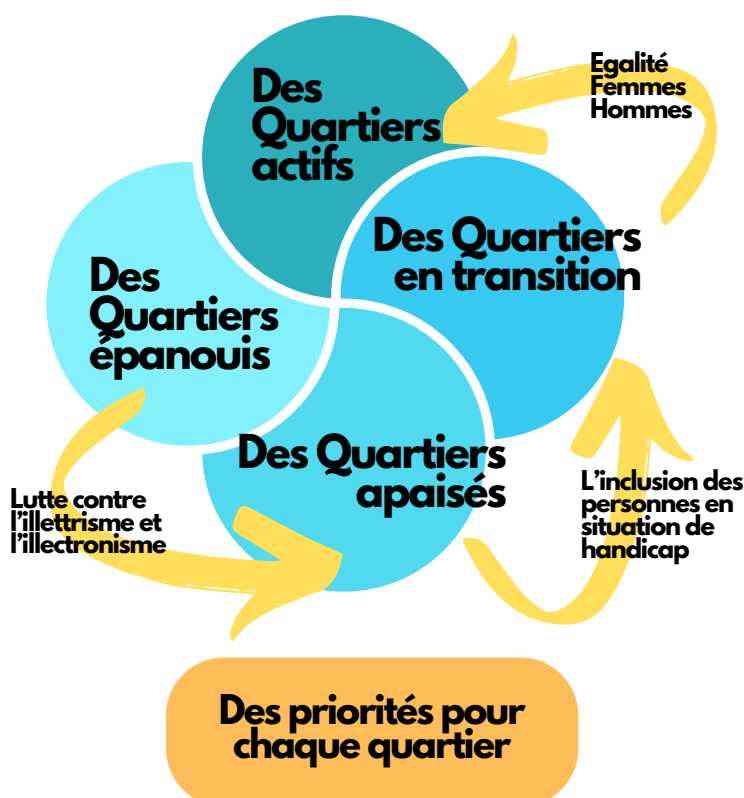 Des
Quartiers
actifs
Egalité
Femmes
Hommes
Des Quartiers
en transition
Des
Quartiers
épanouis
Des Quartiers
apaisés
Lutte contre
l'illettrisme et
l'illectronisme
L'inclusion des
personnes en
situation de
handicap
Des priorités pour
chaque quartier